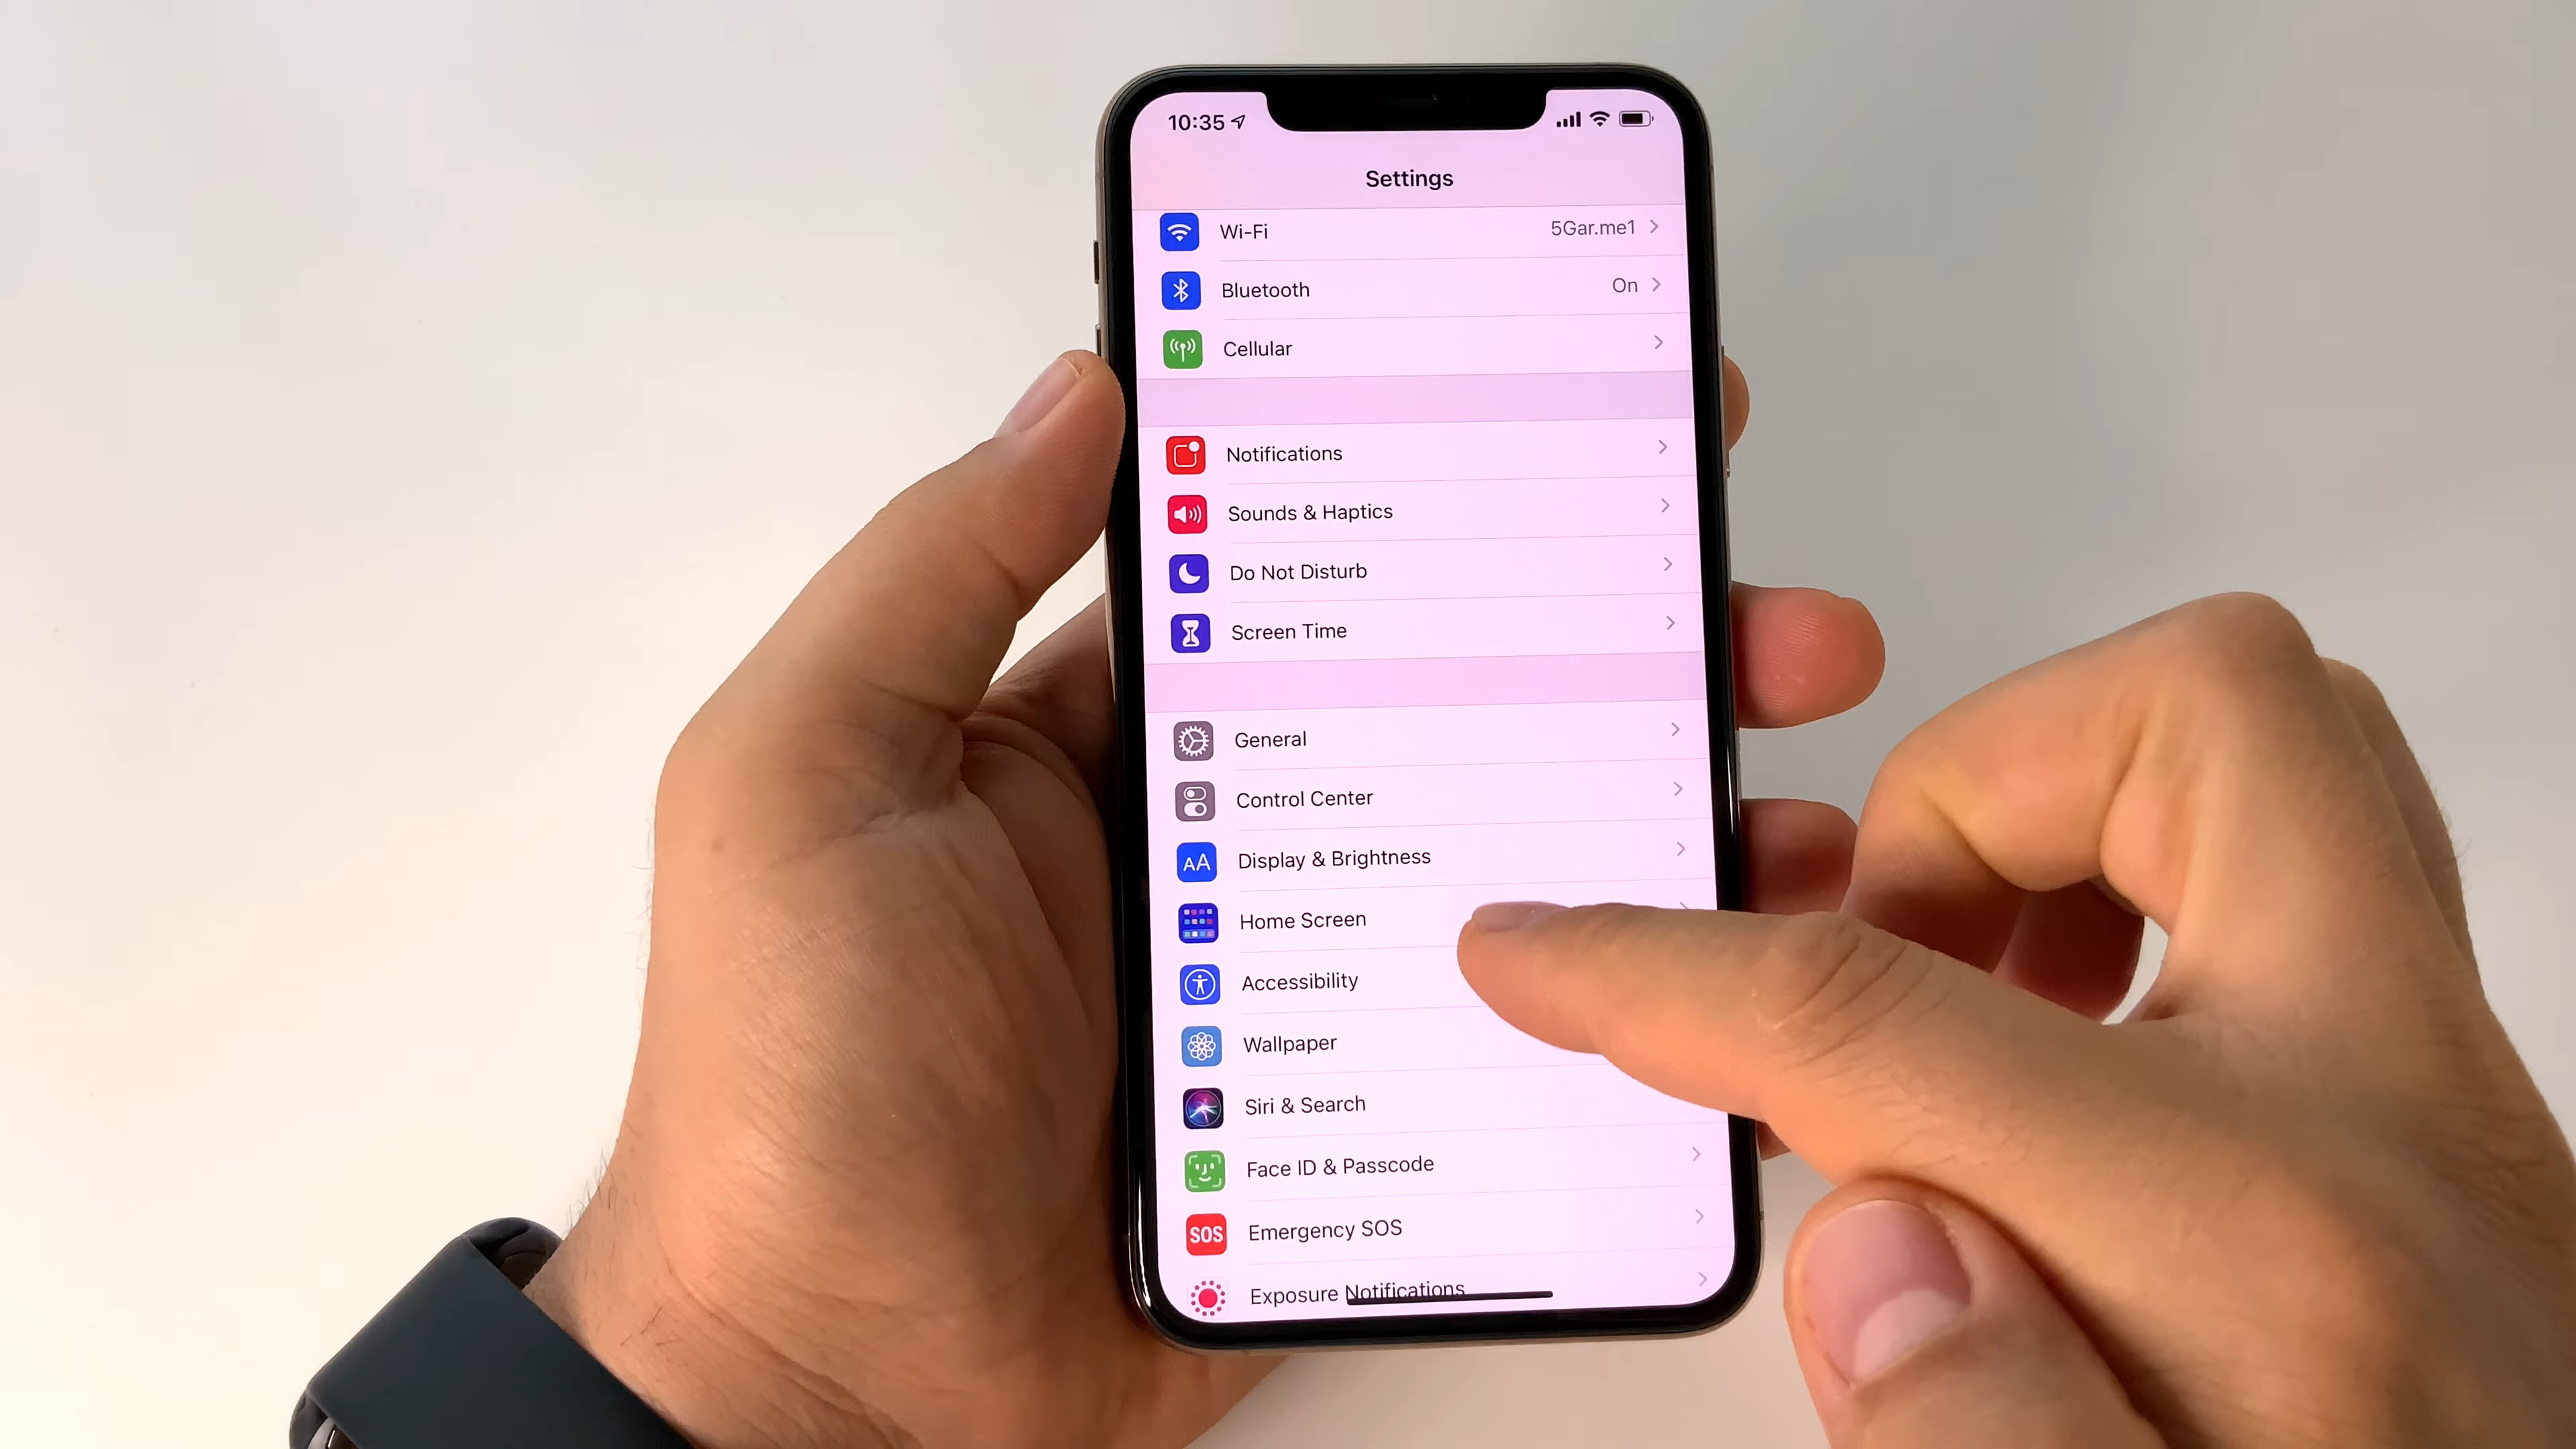 10:35
Settings
Wi-Fi 5Gar.me1
Bluetooth On
Cellular
Notifications
Sounds & Haptics
Do Not Disturb
Screen Time
General
Control Center
AA Display & Brightness
Home Screen
Accessibility
Wallpaper
Siri & Search
Face ID & Passcode
SOS Emergency SOS
Exposure Notifications